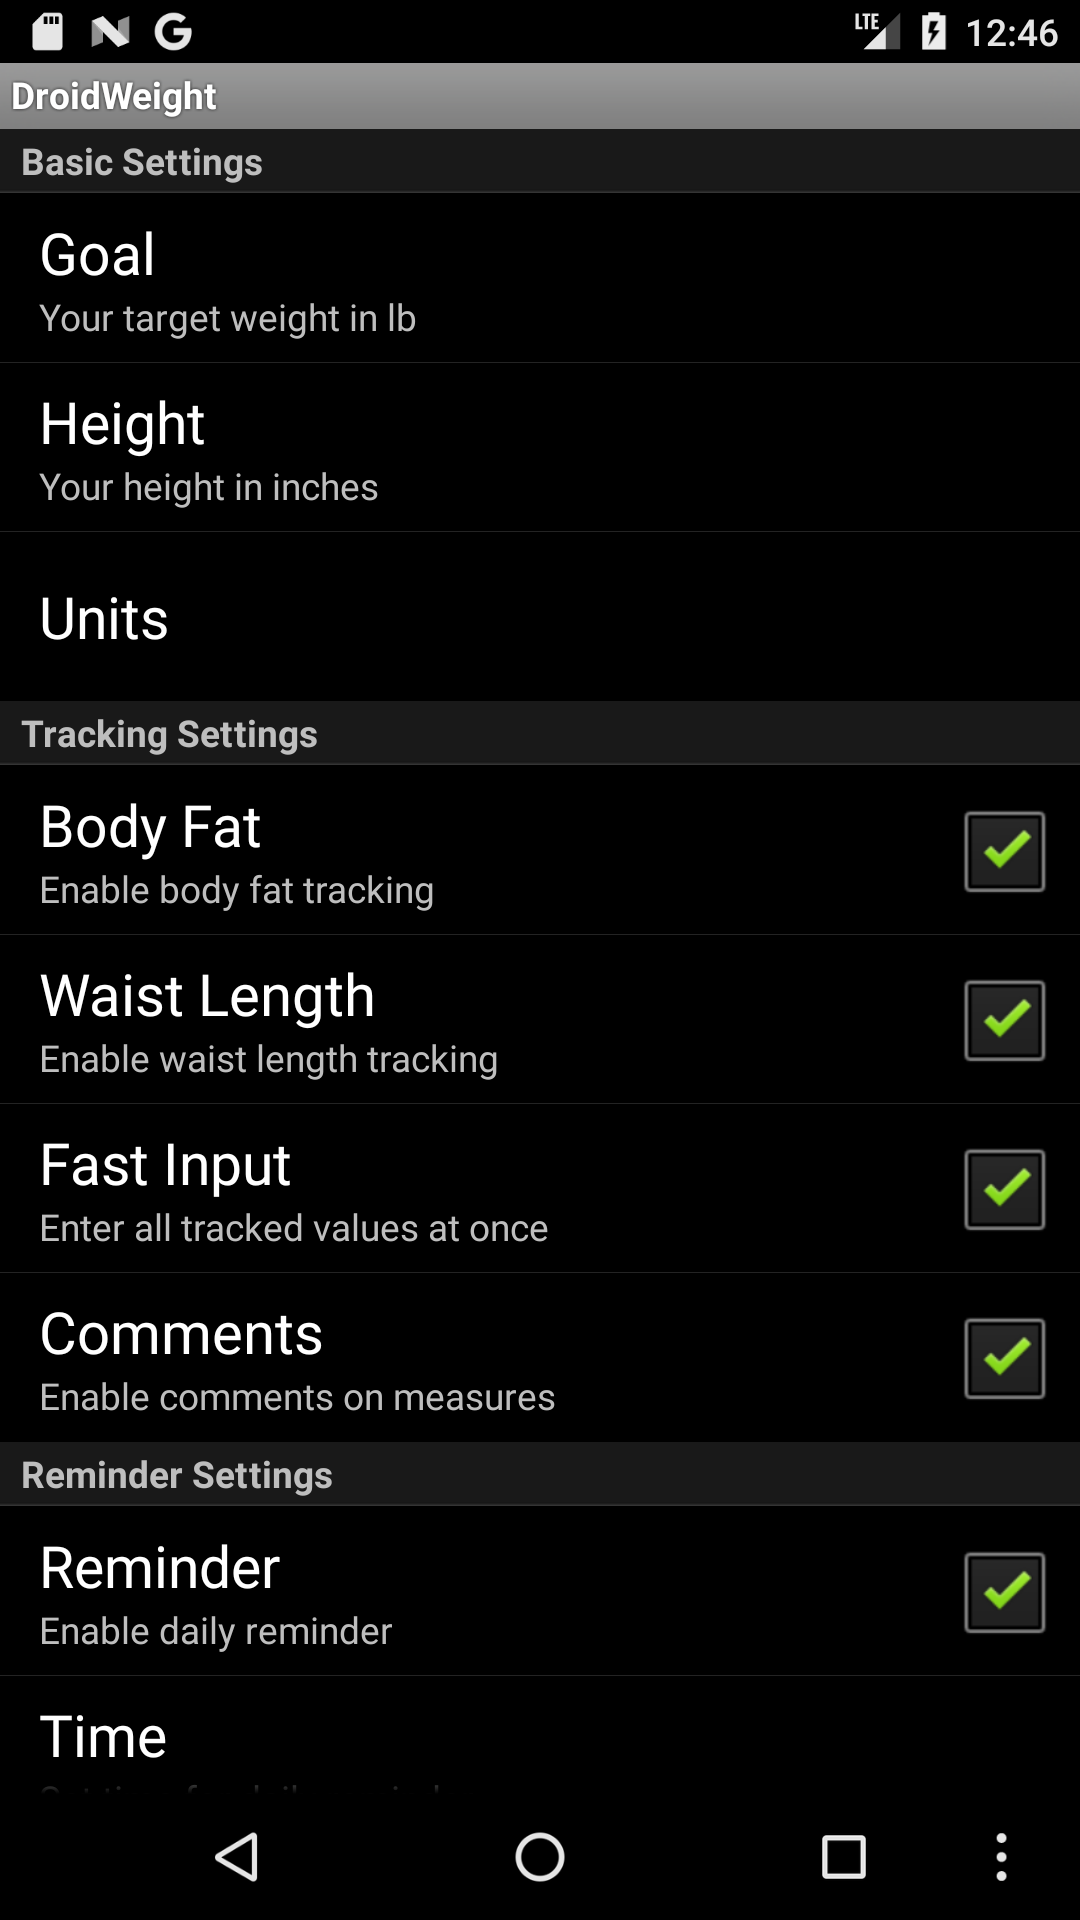 LTE 12:46
DroidWeight
Basic Settings
Goal
Your target weight in lb
Height
Your height in inches
Units
Tracking Settings
Body Fat
Enable body fat tracking
Waist Length
Enable waist length tracking
Fast Input
Enter all tracked values at once
Comments
Enable comments on measures
Reminder Settings
Reminder
Enable daily reminder
Time